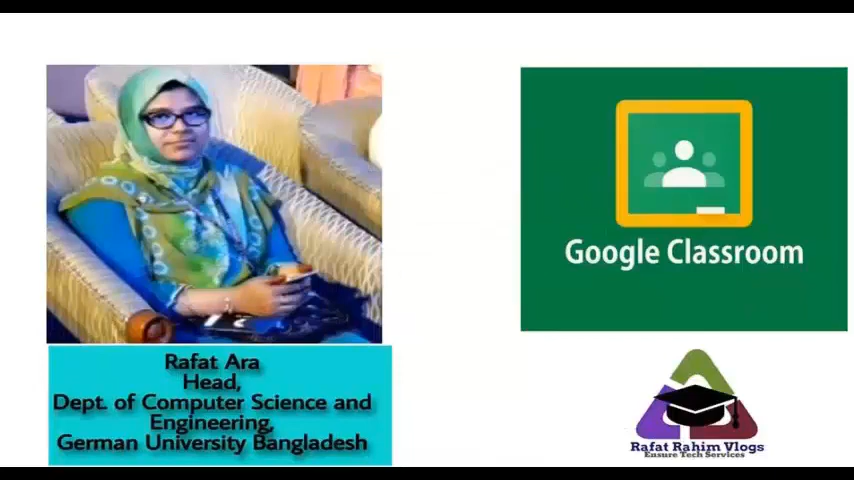 Rafat Ara
Head,
Dept. of Computer Science and
Engineering,
German University Bangladesh
Google Classroom
Rafat Rahim Vlogs
Ensure Tech Services